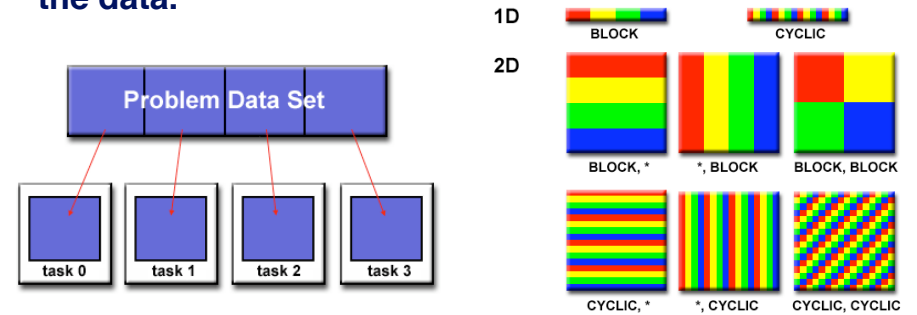 the data.
Problem Data Set
task 0 task 1 task 2 task 3
1D
BLOCK CYCLIC
2D
BLOCK, * *, BLOCK BLOCK, BLOCK
CYCLIC, * *, CYCLIC CYCLIC, CYCLIC